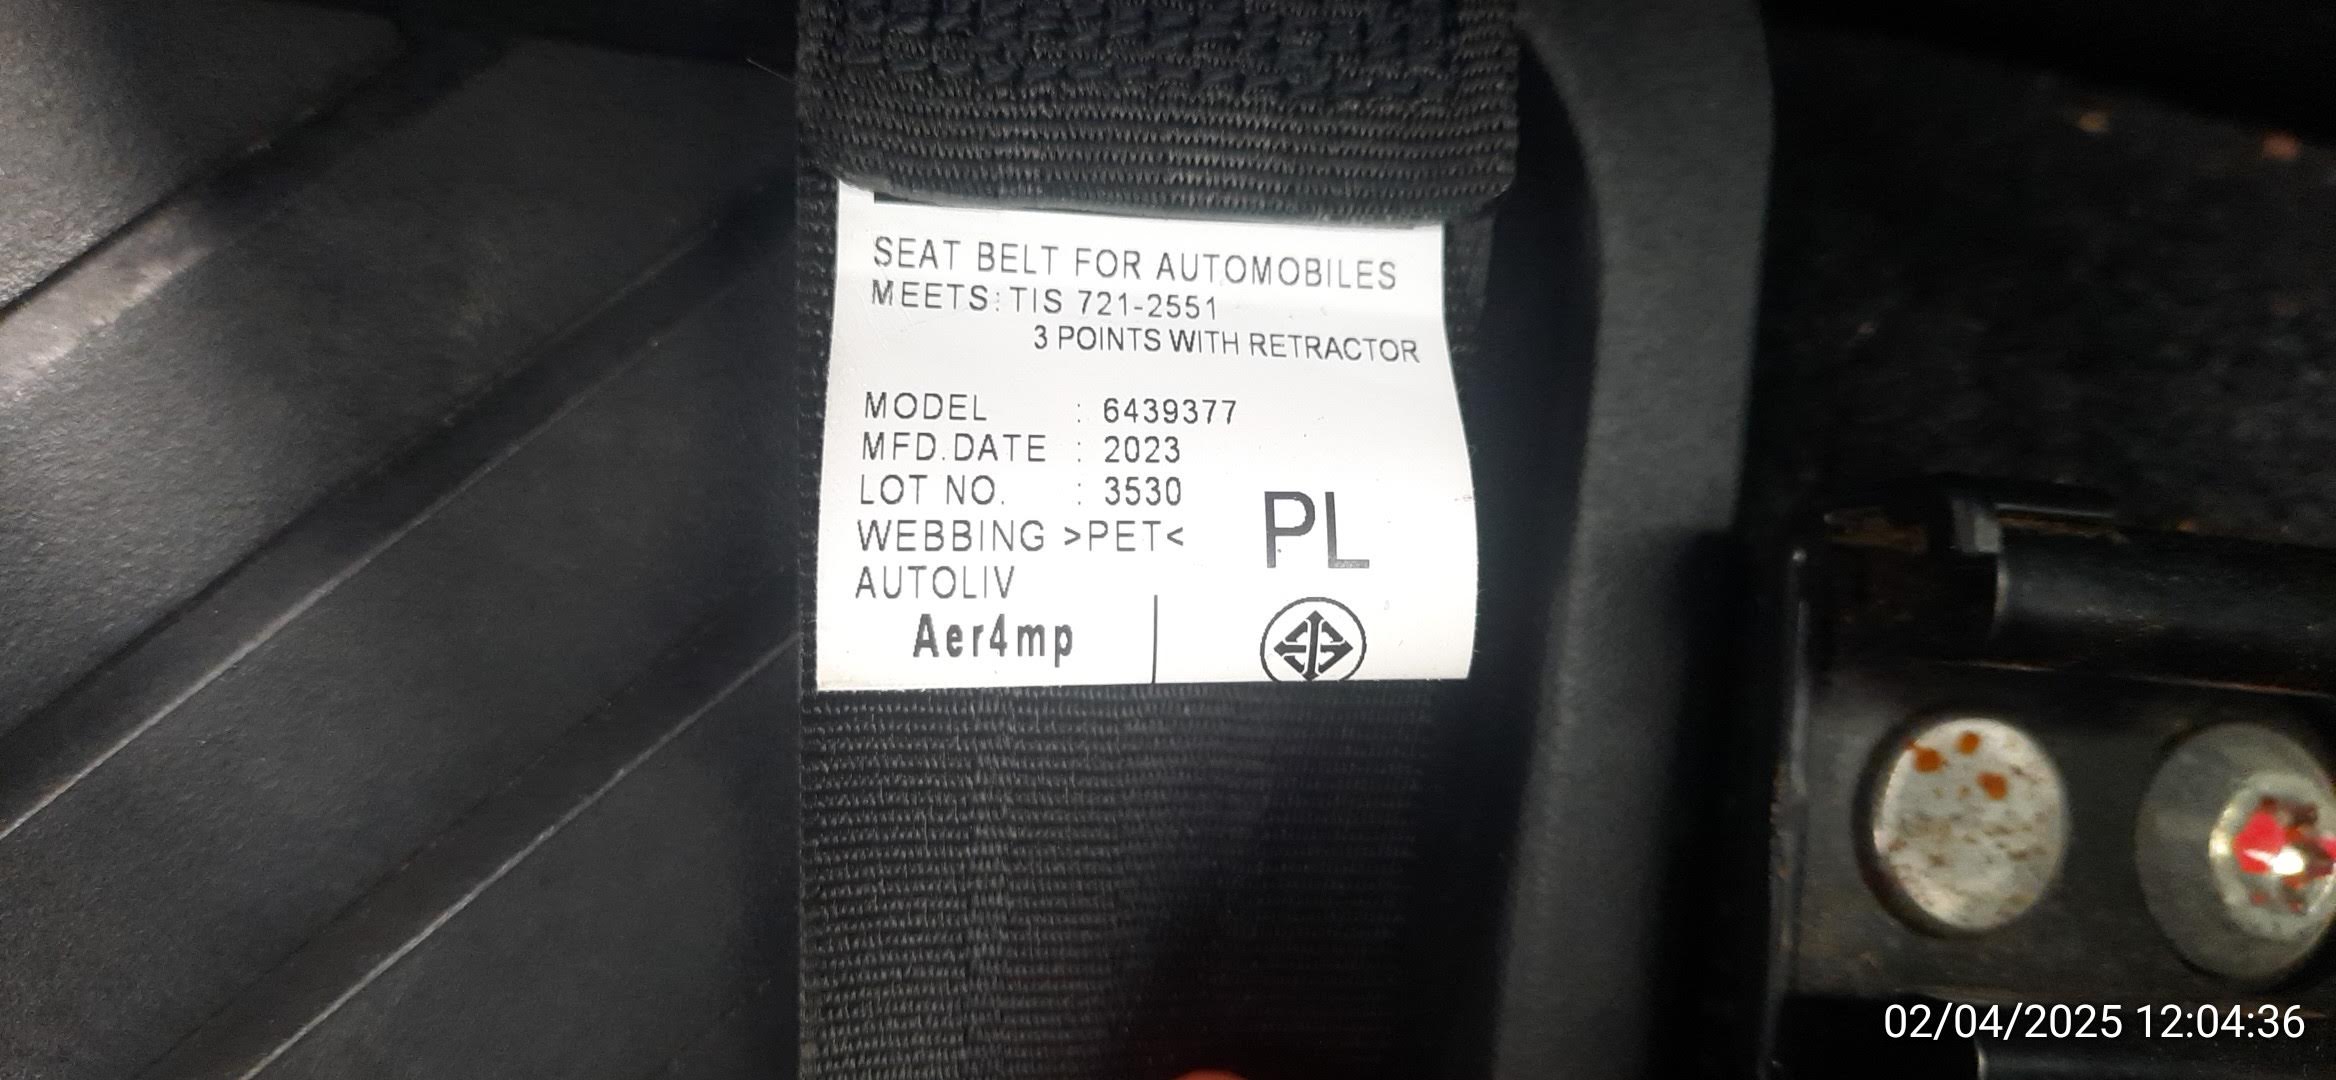 SEAT BELT FOR AUTOMOBILES
MEETS: TIS 721-2551
3 POINTS WITH RETRACTOR
MODEL : 6439377
MFD.DATE : 2023
LOT NO. : 3530
WEBBING >PET<
PL
AUTOLIV
Aer4mp
02/04/2025 12:04:36